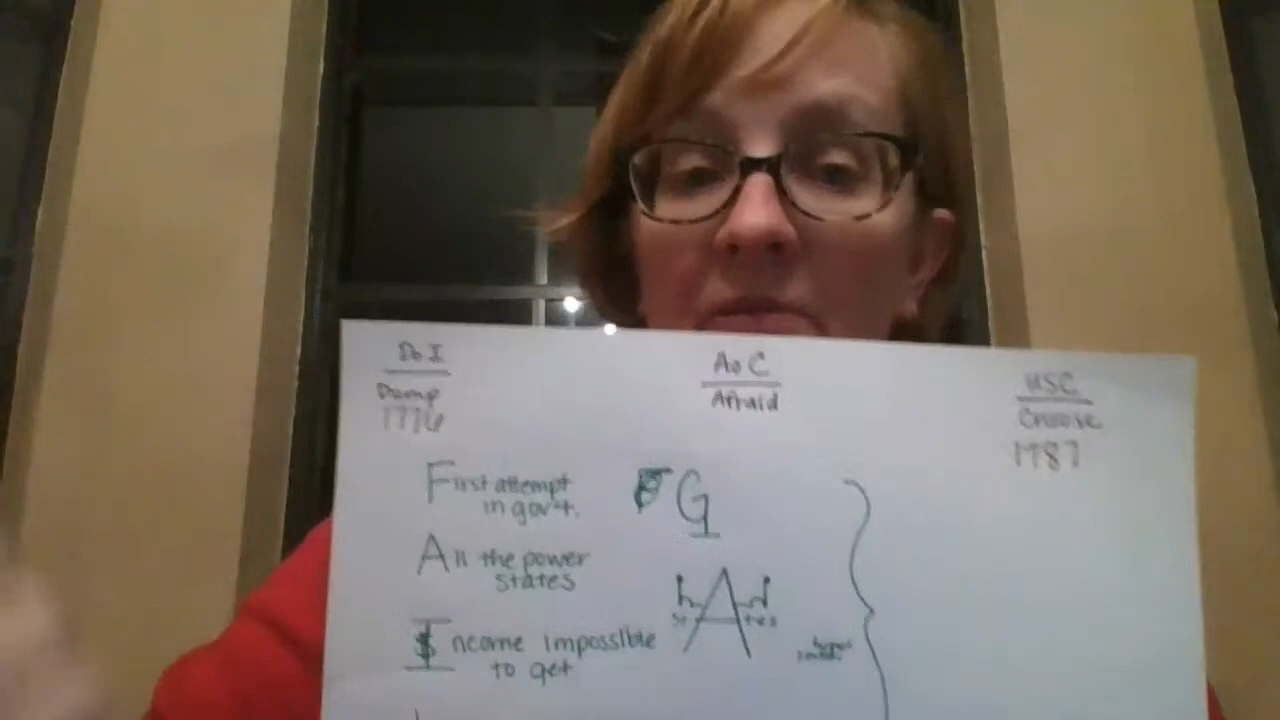 DoI
Dump
1776
AoC
Afraid
USC
Choose
1787
First attempt
in gov't.
G
All the power
states
A
Income impossible
to get